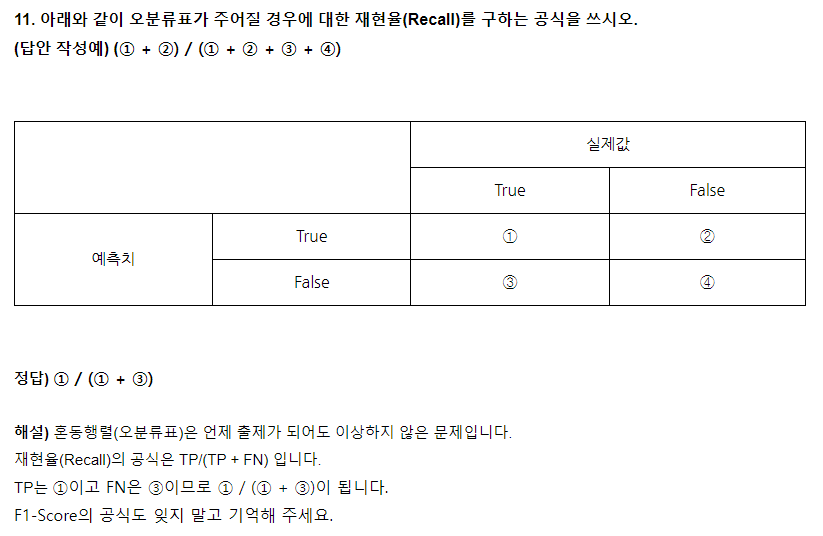 11. 아래와 같이 오분류표가 주어질 경우에 대한 재현율(Recall)를 구하는 공식을 쓰시오.
(답안 작성예) (① + ②) / (① + ② + ③ + ④)
실제값
True False
예측치
True ① ②
False ③ ④
정답) ① / (① + ③)
해설) 혼동행렬(오분류표)은 언제 출제가 되어도 이상하지 않은 문제입니다.
재현율(Recall)의 공식은 TP/(TP + FN) 입니다.
TP는 ①이고 FN은 ③이므로 ① / (① + ③)이 됩니다.
F1-Score의 공식도 잊지 말고 기억해 주세요.